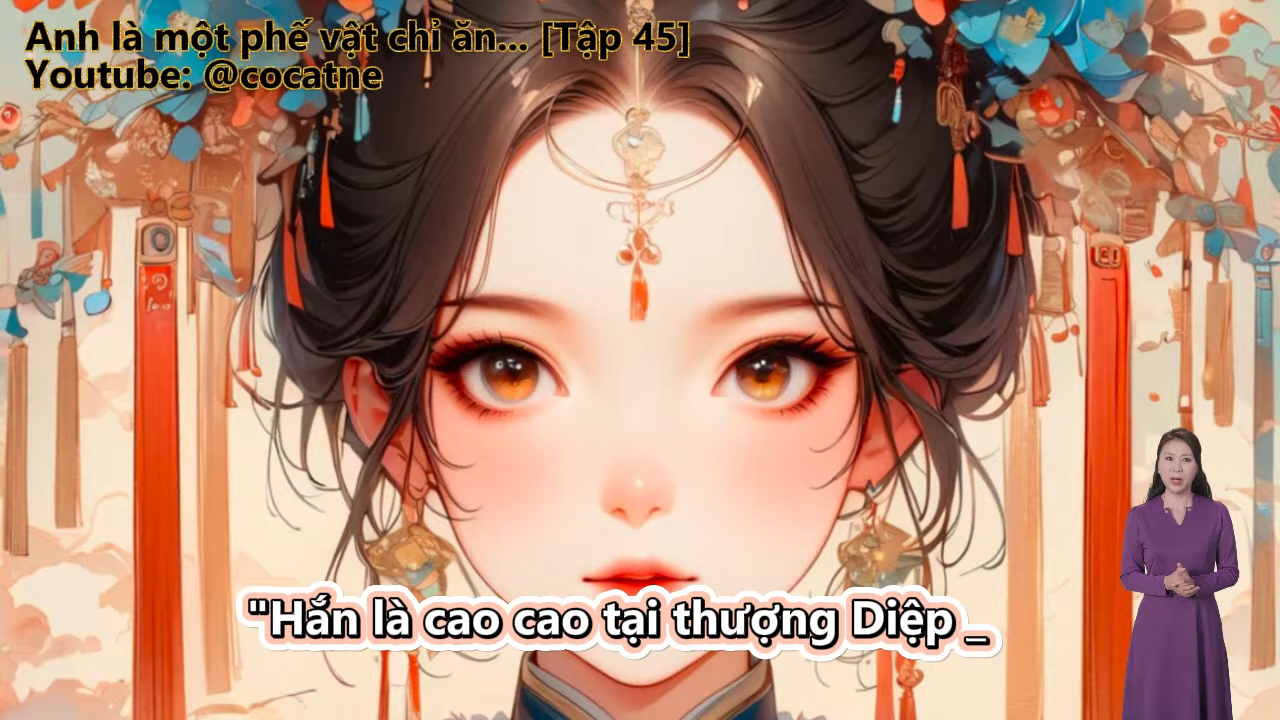 Anh là một phế vật chỉ ăn... [Tập 45]
Youtube: @cocatne
"Hắn là cao cao tại thượng Diệp _